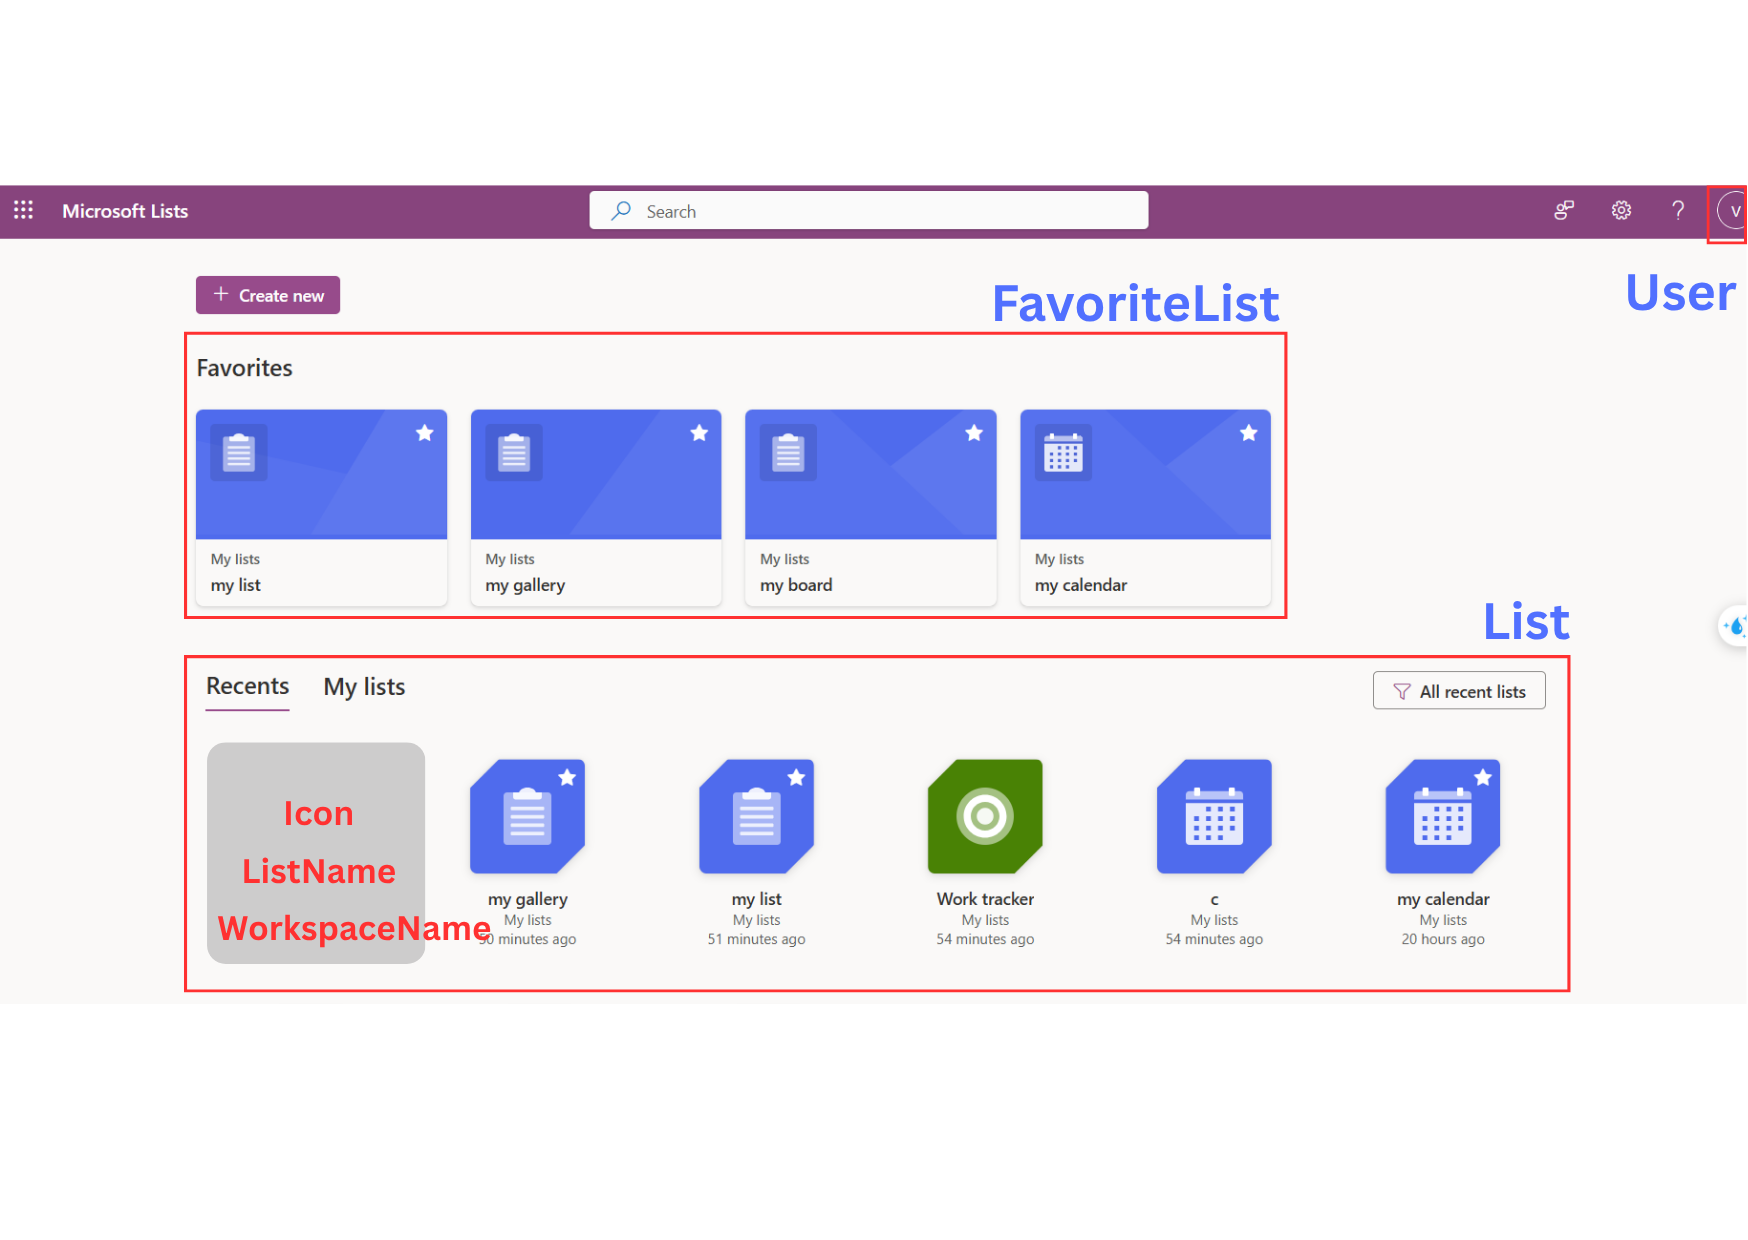 Microsoft Lists
Search
V
User
Create new
FavoriteList
Favorites
My lists
my list
My lists
my gallery
My lists
my board
My lists
my calendar
List
Recents
My lists
All recent lists
Icon
ListName
WorkspaceName
my gallery
My lists
50 minutes ago
my list
My lists
51 minutes ago
Work tracker
My lists
54 minutes ago
c
My lists
54 minutes ago
my calendar
My lists
20 hours ago